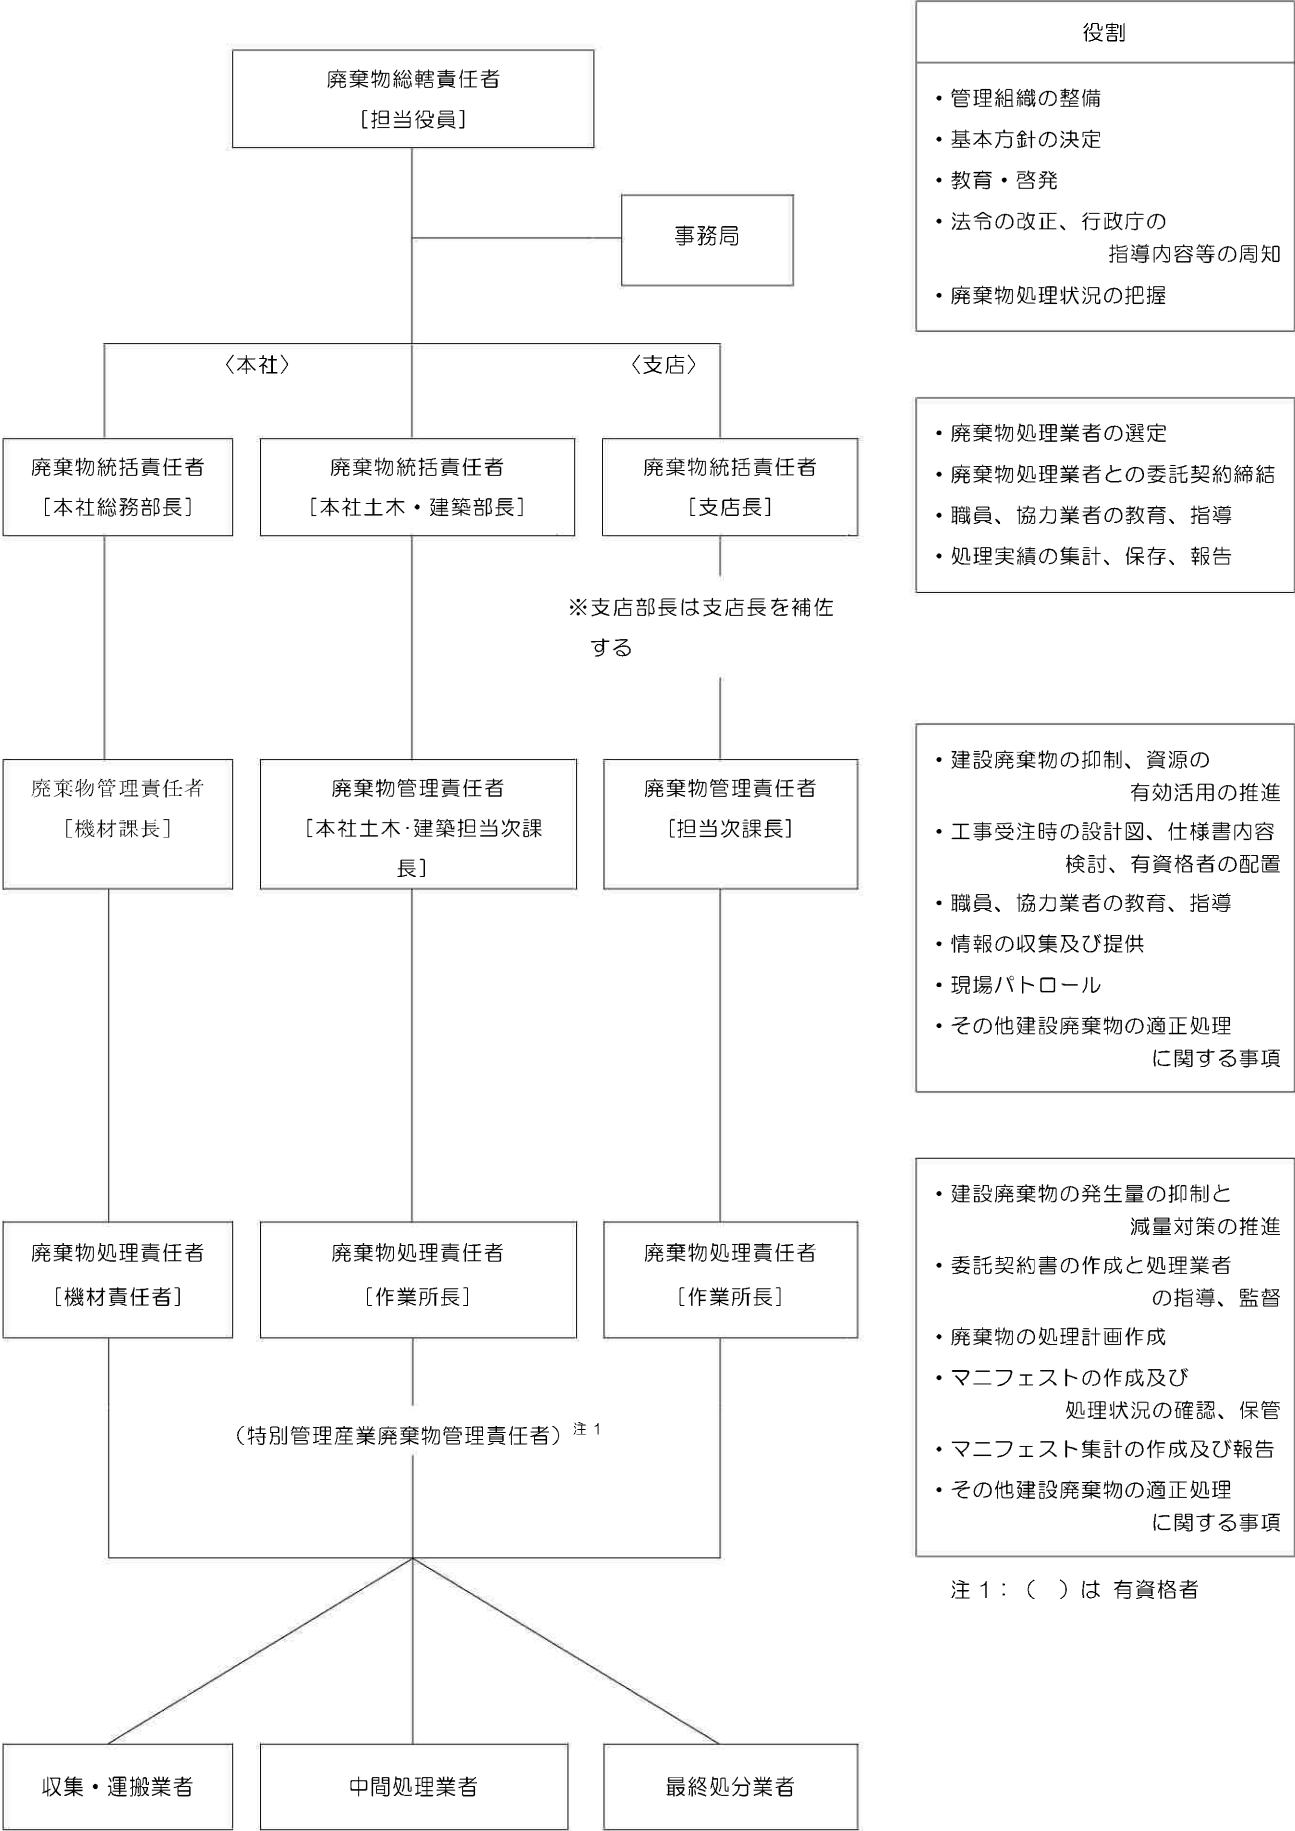 廃棄物総轄責任者
［担当役員］
事務局
〈本社〉
〈支店〉
廃棄物統括責任者
［本社総務部長］
廃棄物統括責任者
［本社土木・建築部長］
廃棄物統括責任者
［支店長］
※支店部長は支店長を補佐
する
廃棄物管理責任者
［機材課長］
廃棄物管理責任者
［本社土木・建築担当次課
長］
廃棄物管理責任者
［担当次課長］
廃棄物処理責任者
［機材責任者］
廃棄物処理責任者
［作業所長］
廃棄物処理責任者
［作業所長］
（特別管理産業廃棄物管理責任者）注１
収集・運搬業者
中間処理業者
最終処分業者
役割
・管理組織の整備
・基本方針の決定
・教育・啓発
・法令の改正、行政庁の
指導内容等の周知
・廃棄物処理状況の把握
・廃棄物処理業者の選定
・廃棄物処理業者との委託契約締結
・職員、協力業者の教育、指導
・処理実績の集計、保存、報告
・建設廃棄物の抑制、資源の
有効活用の推進
・工事受注時の設計図、仕様書内容
検討、有資格者の配置
・職員、協力業者の教育、指導
・情報の収集及び提供
・現場パトロール
・その他建設廃棄物の適正処理
に関する事項
・建設廃棄物の発生量の抑制と
減量対策の推進
・委託契約書の作成と処理業者
の指導、監督
・廃棄物の処理計画作成
・マニフェストの作成及び
処理状況の確認、保管
・マニフェスト集計の作成及び報告
・その他建設廃棄物の適正処理
に関する事項
注１：（　）は 有資格者